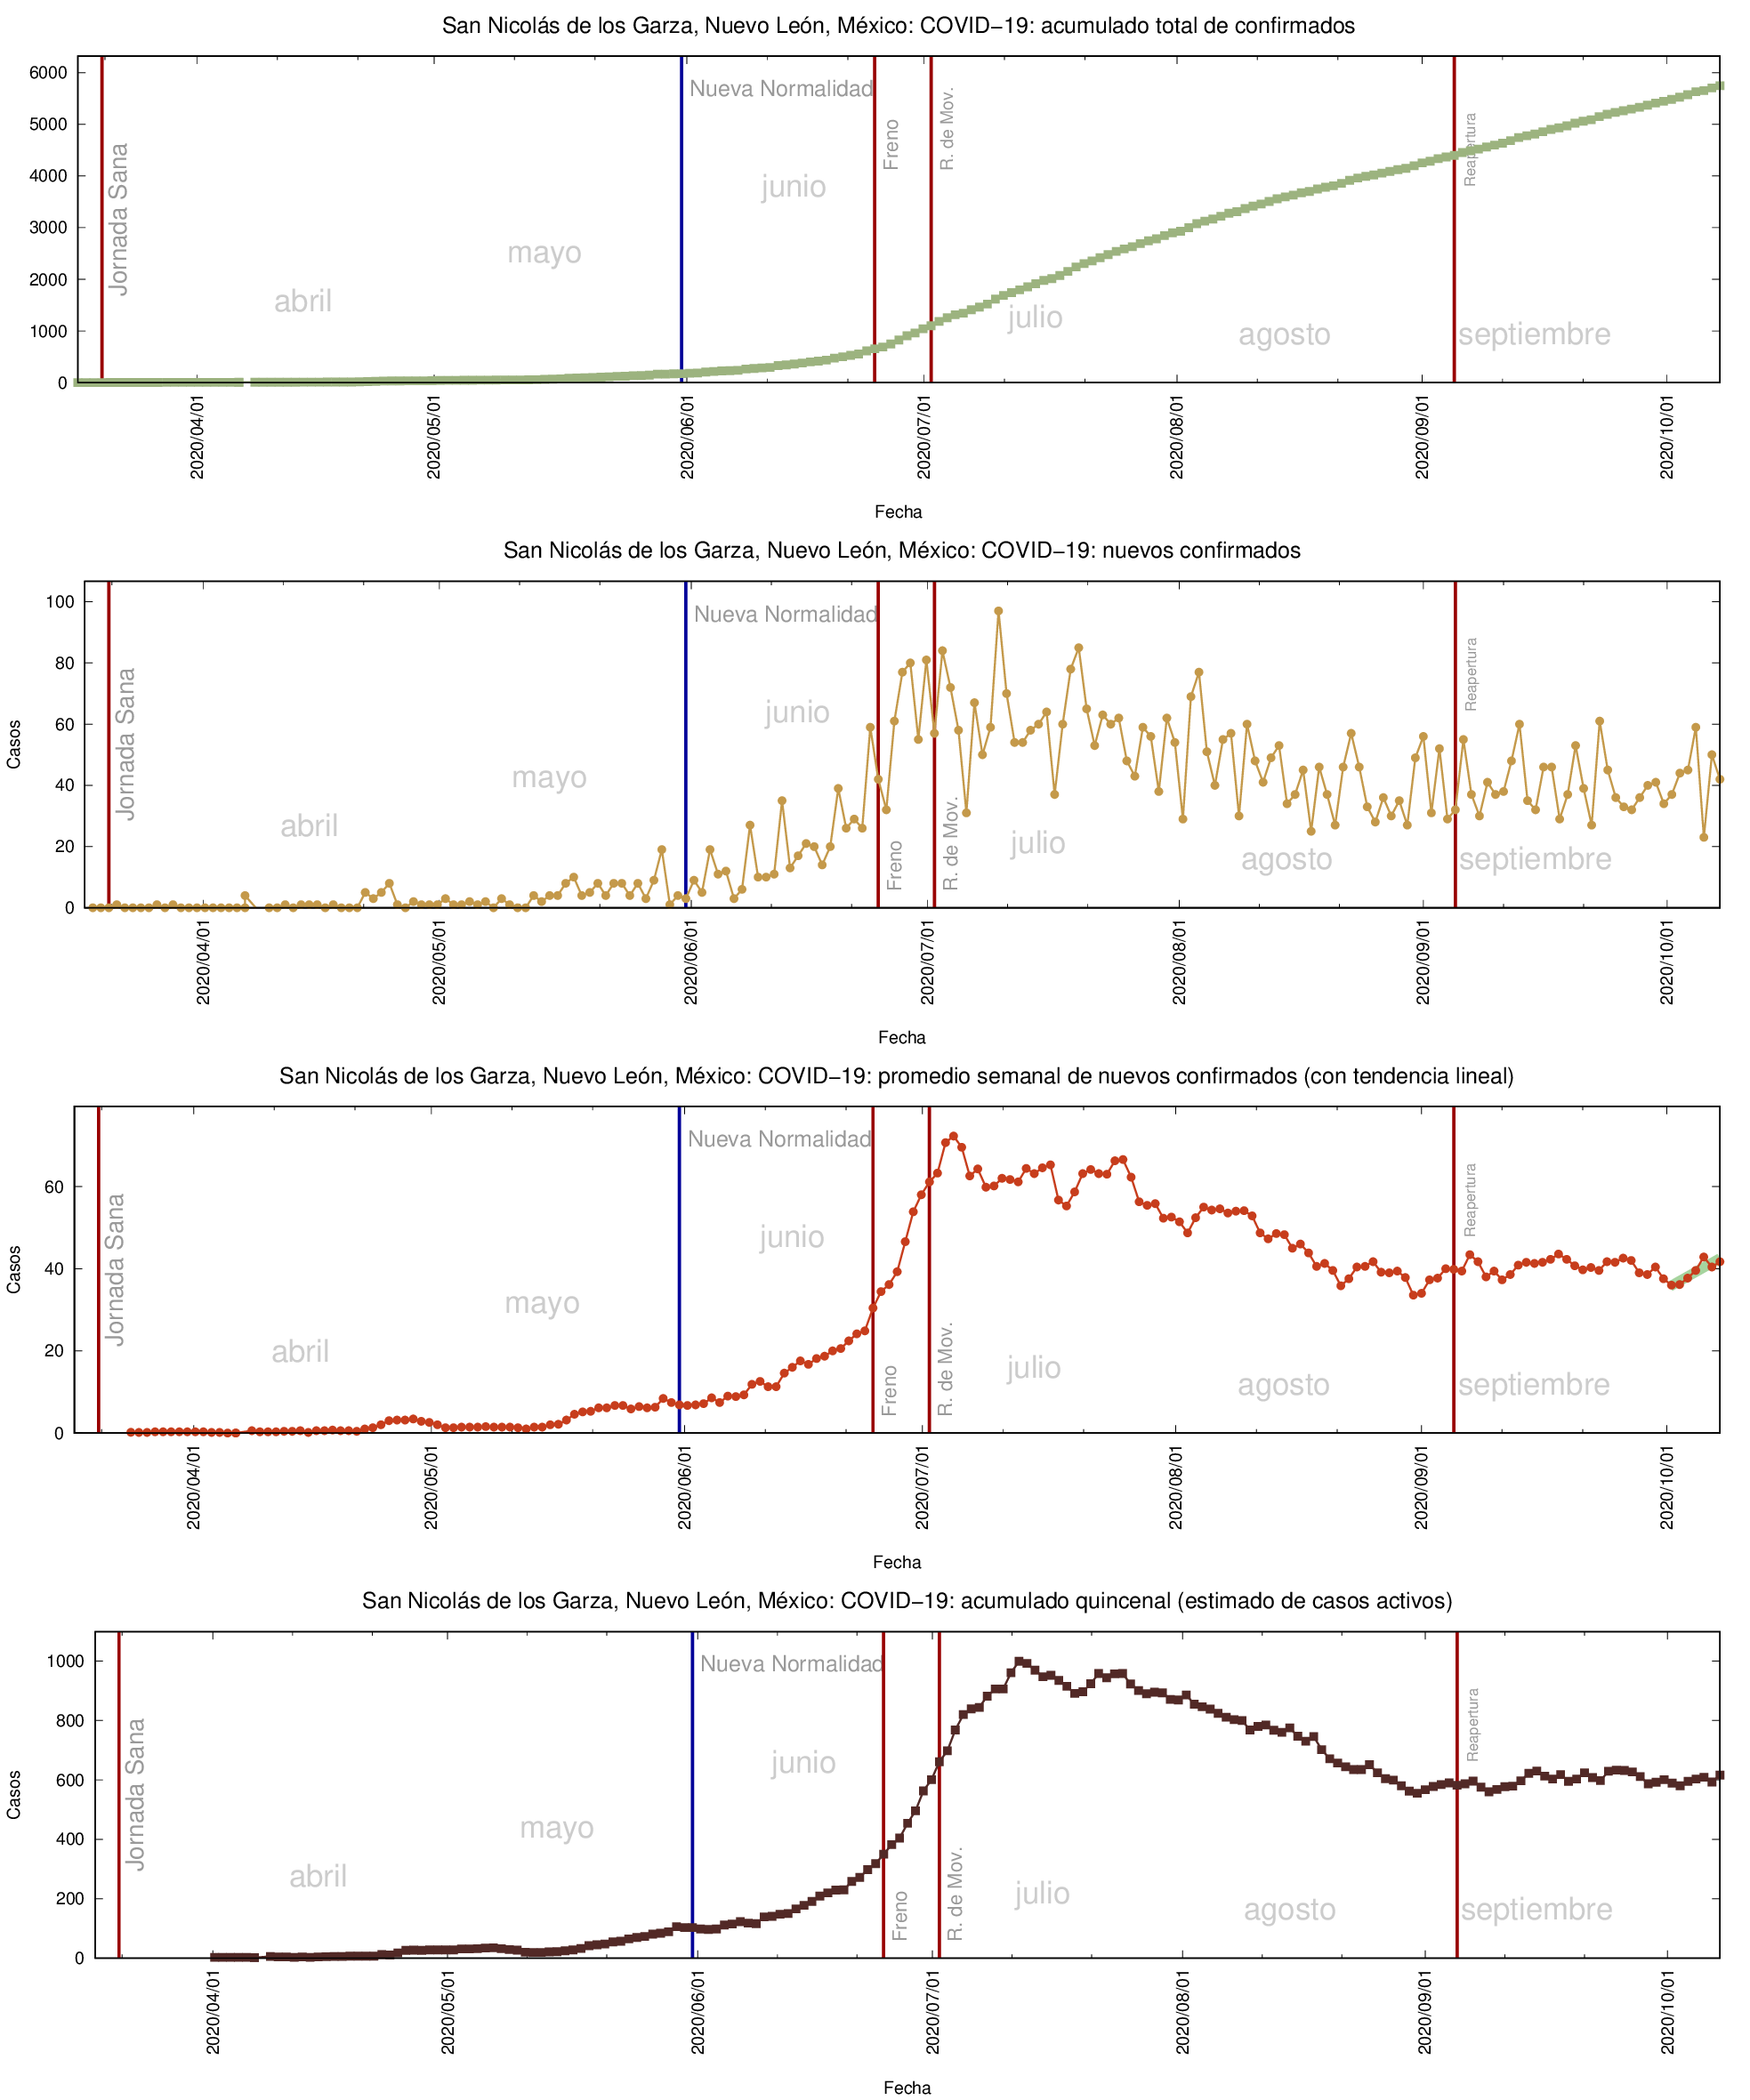 San Nicolás de los Garza, Nuevo León, México: COVID−19: acumulado total de confirmados
6000
5000
4000
3000
2000
1000
0
Jornada Sana
abril
mayo
Nueva Normalidad
junio
Freno
R. de Mov.
julio
agosto
Reapertura
septiembre
2020/04/01
2020/05/01
2020/06/01
2020/07/01
2020/08/01
2020/09/01
2020/10/01
Fecha
San Nicolás de los Garza, Nuevo León, México: COVID−19: nuevos confirmados
Casos
100
80
60
40
20
0
Jornada Sana
abril
mayo
Nueva Normalidad
junio
Freno
R. de Mov.
julio
agosto
Reapertura
septiembre
2020/04/01
2020/05/01
2020/06/01
2020/07/01
2020/08/01
2020/09/01
2020/10/01
Fecha
San Nicolás de los Garza, Nuevo León, México: COVID−19: promedio semanal de nuevos confirmados (con tendencia lineal)
Casos
60
40
20
0
Jornada Sana
abril
mayo
Nueva Normalidad
junio
Freno
R. de Mov.
julio
agosto
Reapertura
septiembre
2020/04/01
2020/05/01
2020/06/01
2020/07/01
2020/08/01
2020/09/01
2020/10/01
Fecha
San Nicolás de los Garza, Nuevo León, México: COVID−19: acumulado quincenal (estimado de casos activos)
Casos
1000
800
600
400
200
0
Jornada Sana
abril
mayo
Nueva Normalidad
junio
Freno
R. de Mov.
julio
agosto
Reapertura
septiembre
2020/04/01
2020/05/01
2020/06/01
2020/07/01
2020/08/01
2020/09/01
2020/10/01
Fecha